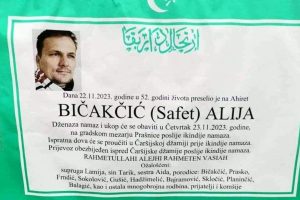 Dana 22.11.2023. godine u 52. godini života preselio je na Ahiret
BIČAKČIĆ (Safet) ALIJA
Dženaza namaz i ukop će se obaviti u Četvrtak 23.11.2023. godine,
na gradskom mezarju Prašnice poslije ikindije namaza.
Ispratna dova će se proučiti u Čaršijskoj džamiji prije ikindije namaza.
Prijevoz obezbijeđen ispred Čaršijske džamije poslije ikindije namaza.
RAHMETULLAHI ALEJHI RAHMETEN VASIAH
Ožalošćeni:
supruga Lamija, sin Tarik, sestra Aida, porodice: Bičakčić, Prasko,
Frndić, Sokolović, Gušić, Hadžimelić, Bajramović, Skločić, Planinčić,
Balagić, kao i ostala mnogobrojna rodbina, prijatelji i komšije